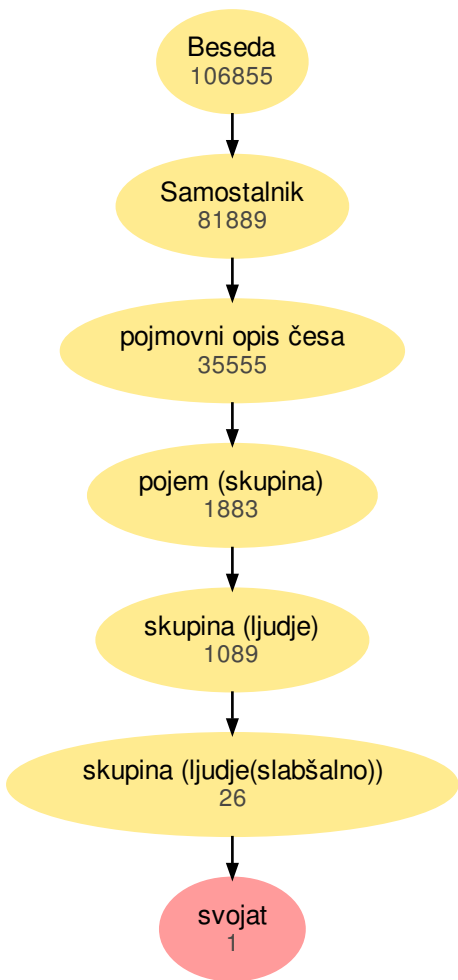 Beseda
106855
Samostalnik
81889
pojmovni opis česa
35555
pojem (skupina)
1883
skupina (ljudje)
1089
skupina (ljudje(slabšalno))
26
svojat
1